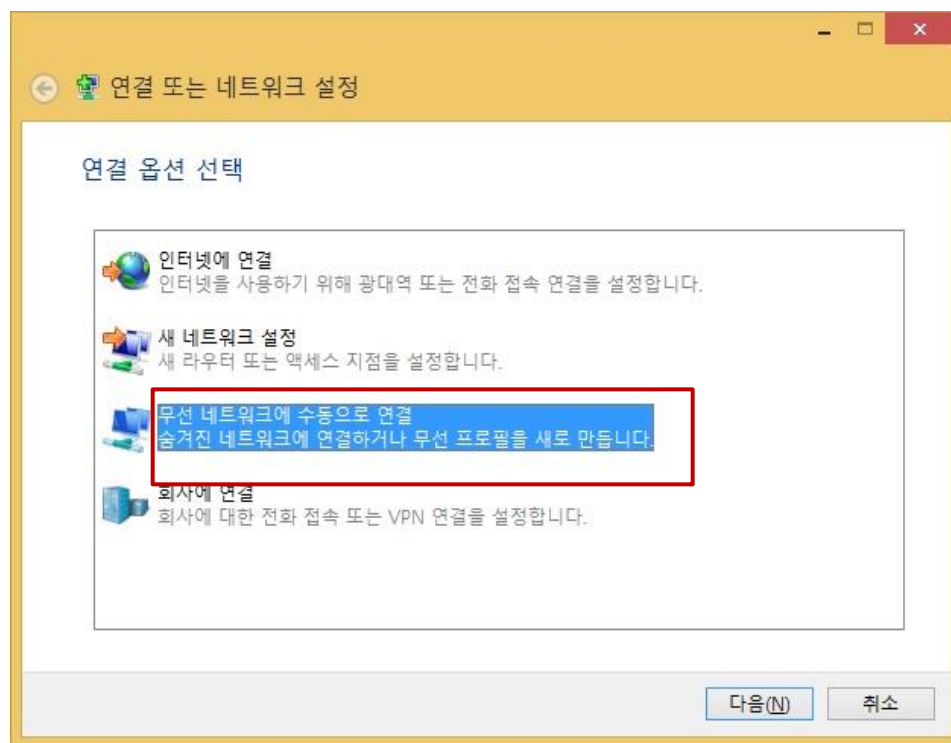 연결 또는 네트워크 설정
연결 옵션 선택
인터넷에 연결
인터넷을 사용하기 위해 광대역 또는 전화 접속 연결을 설정합니다.
새 네트워크 설정
새 라우터 또는 액세스 지점을 설정합니다.
무선 네트워크에 수동으로 연결
숨겨진 네트워크에 연결하거나 무선 프로필을 새로 만듭니다.
회사에 연결
회사에 대한 전화 접속 또는 VPN 연결을 설정합니다.
다음(N) 취소